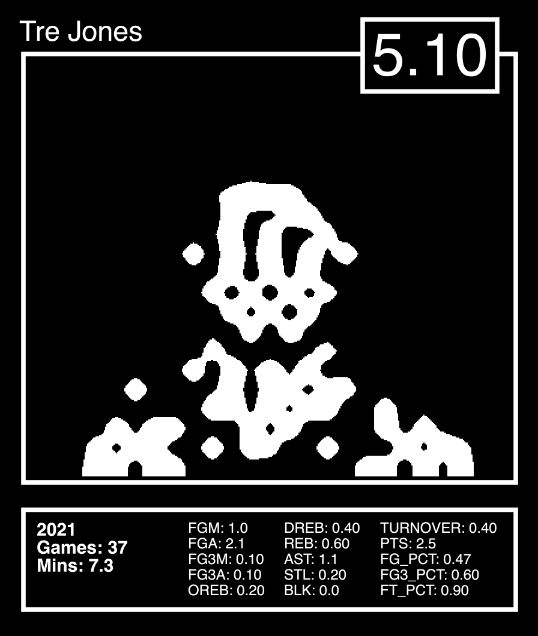 Tre Jones
5.10
2021
Games: 37
Mins: 7.3
FGM: 1.0
FGA: 2.1
FG3M: 0.10
FG3A: 0.10
OREB: 0.20
DREB: 0.40
REB: 0.60
AST: 1.1
STL: 0.20
BLK: 0.0
TURNOVER: 0.40
PTS: 2.5
FG_PCT: 0.47
FG3_PCT: 0.60
FT_PCT: 0.90